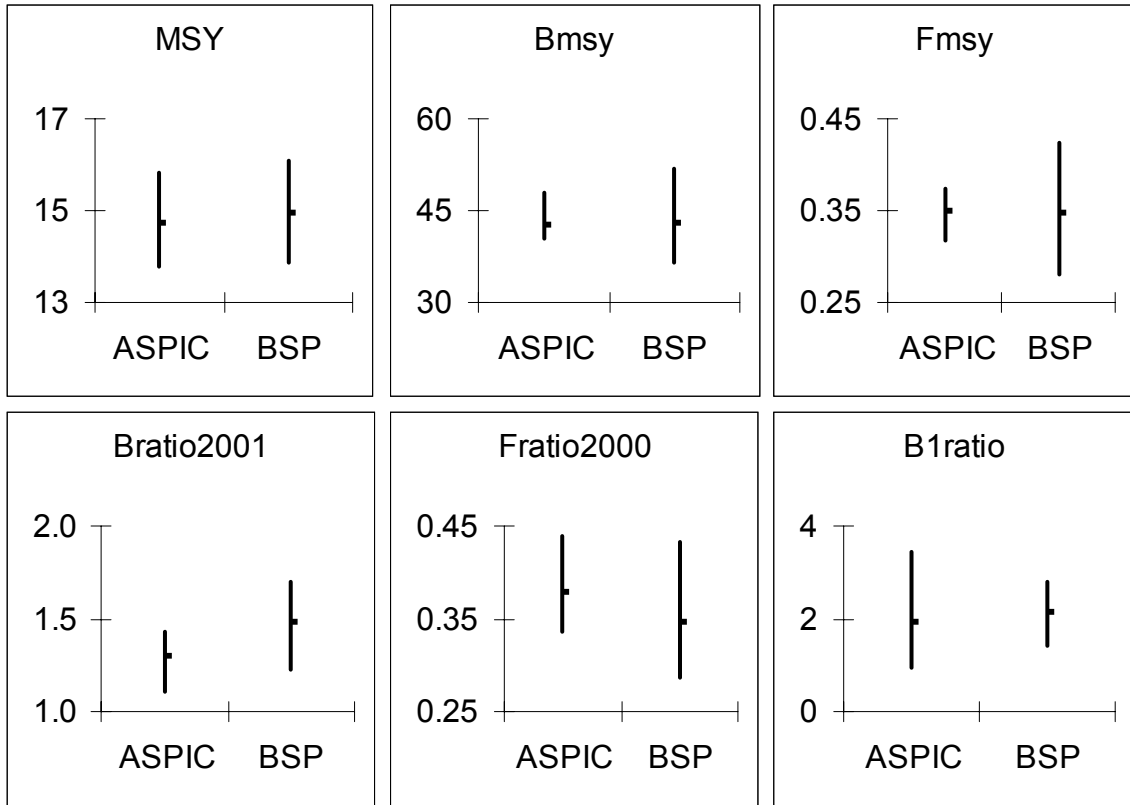 MSY
17
15
13
ASPIC BSP
Bmsy
60
45
30
ASPIC BSP
Fmsy
0.45
0.35
0.25
ASPIC BSP
Bratio2001
2.0
1.5
1.0
ASPIC BSP
Fratio2000
0.45
0.35
0.25
ASPIC BSP
B1ratio
4
2
0
ASPIC BSP